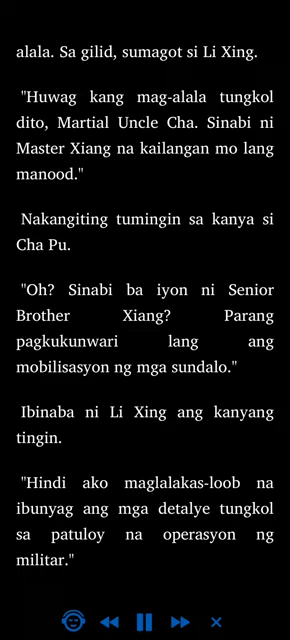 alala. Sa gilid, sumagot si Li Xing.
"Huwag kang mag-alala tungkol
dito, Martial Uncle Cha. Sinabi ni
Master Xiang na kailangan mo lang
manood."
Nakangiting tumingin sa kanya si
Cha Pu.
"Oh? Sinabi ba iyon ni Senior
Brother Xiang? Parang
pagkukunwari lang ang
mobilisasyon ng mga sundalo."
Ibinaba ni Li Xing ang kanyang
tingin.
"Hindi ako maglalakas-loob na
ibunyag ang mga detalye tungkol
sa patuloy na operasyon ng
militar."